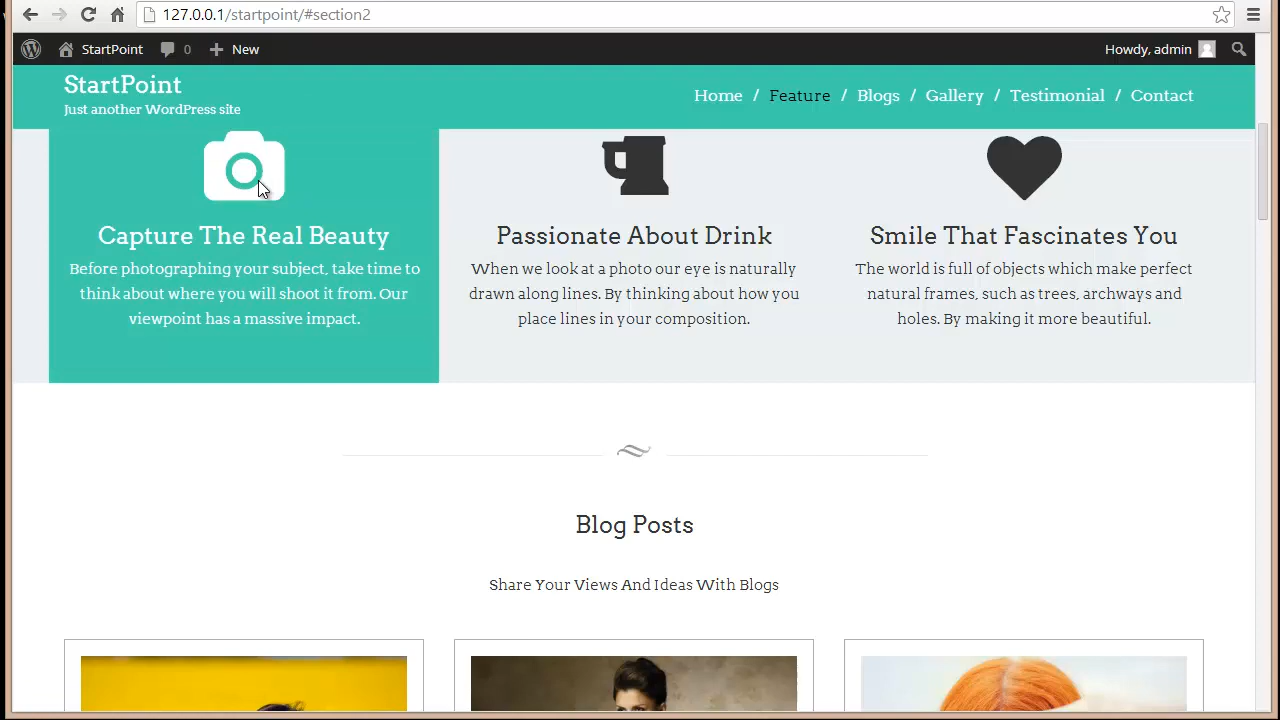 127.0.0.1/startpoint/#section2
StartPoint 0 New Howdy, admin
StartPoint
Just another WordPress site
Home / Feature / Blogs / Gallery / Testimonial / Contact
Capture The Real Beauty
Before photographing your subject, take time to
think about where you will shoot it from. Our
viewpoint has a massive impact.
Passionate About Drink
When we look at a photo our eye is naturally
drawn along lines. By thinking about how you
place lines in your composition.
Smile That Fascinates You
The world is full of objects which make perfect
natural frames, such as trees, archways and
holes. By making it more beautiful.
Blog Posts
Share Your Views And Ideas With Blogs